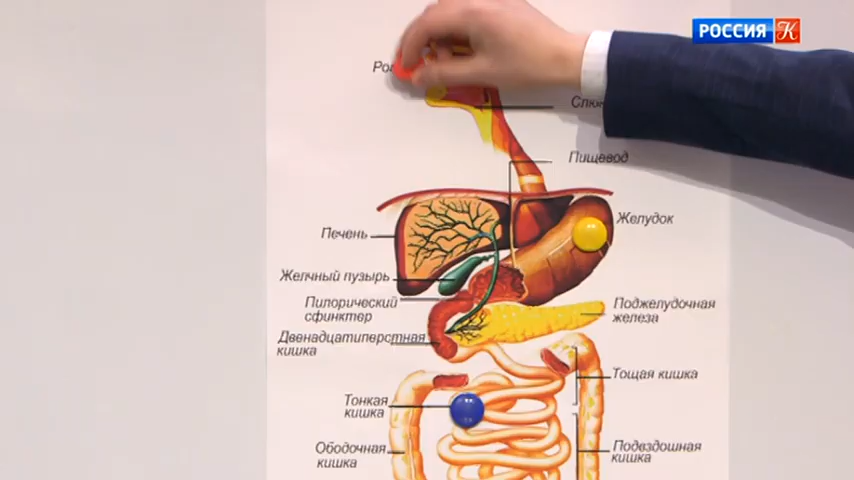 РОССИЯ К
Пищевод
Желудок
Печень
Желчный пузырь
Пилорический
сфинктер
Поджелудочная
железа
Двенадцатиперстная
кишка
Тощая кишка
Тонкая
кишка
Ободочная
кишка
Подвздошная
кишка